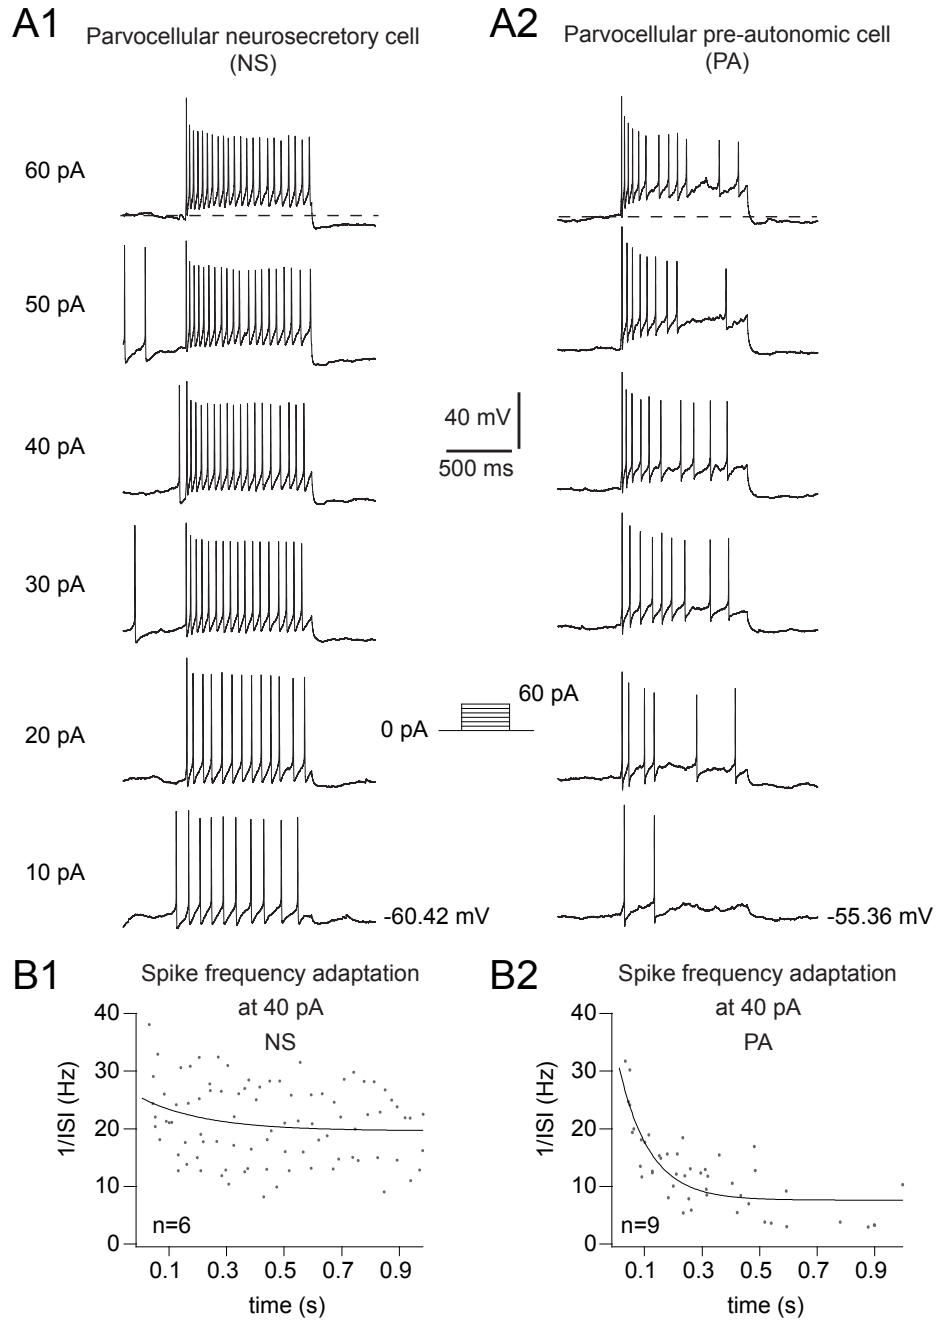 A1
Parvocellular neurosecretory cell
(NS)
A2
Parvocellular pre-autonomic cell
(PA)
60 pA
50 pA
40 pA
40 mV
500 ms
30 pA
20 pA
60 pA
0 pA
10 pA
-60.42 mV
-55.36 mV
B1
Spike frequency adaptation
at 40 pA
NS
40
30
20
10
0
1/ISI (Hz)
n=6
0.1
0.3
0.5
0.7
0.9
time (s)
B2
Spike frequency adaptation
at 40 pA
PA
40
30
20
10
0
1/ISI (Hz)
n=9
0.1
0.3
0.5
0.7
0.9
time (s)